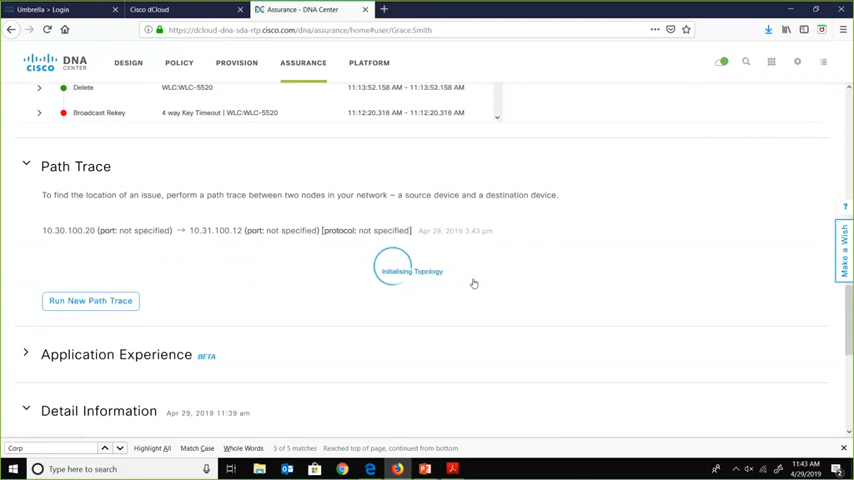 Umbrella > Login
Cisco dCloud
Assurance - DNA Center
https://dcloud-dna-sda-rtp.cisco.com/dna/assurance/home#user/Grace.Smith
CISCO
DNA CENTER
DESIGN POLICY PROVISION ASSURANCE PLATFORM
Delete WLC:WLC-5520 11:13:52.158 AM - 11:13:52.158 AM
Broadcast Rekey 4 way Key Timeout | WLC:WLC-5520 11:12:20.316 AM - 11:12:20.316 AM
Path Trace
To find the location of an issue, perform a path trace between two nodes in your network – a source device and a destination device.
10.30.100.20 (port: not specified) → 10.31.100.12 (port: not specified) [protocol: not specified] Apr 29, 2019 3:43 pm
Initialising Topology
Run New Path Trace
?
Make a Wish
Application Experience BETA
Detail Information Apr 29, 2019 11:39 am
Corp Highlight All Match Case Whole Words 5 of 5 matches Reached top of page, continued from bottom
Type here to search
11:43 AM
4/29/2019
2